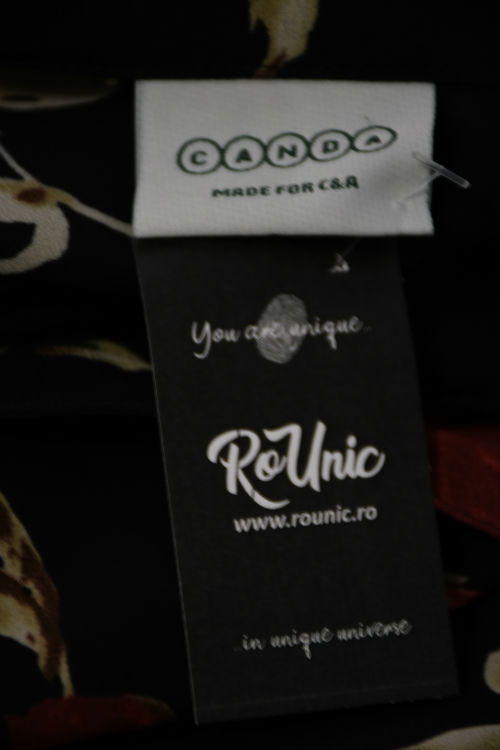 CANDA
MADE FOR C&A
You are unique..
RoUnic
www.rounic.ro
..in unique universe